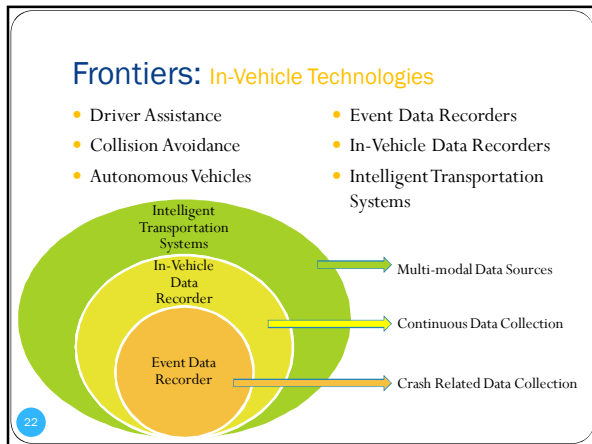 Frontiers: In-Vehicle Technologies
• Driver Assistance
• Collision Avoidance
• Autonomous Vehicles
• Event Data Recorders
• In-Vehicle Data Recorders
• Intelligent Transportation
Systems
Intelligent
Transportation
Systems
In-Vehicle
Data
Recorder
Event Data
Recorder
Multi-modal Data Sources
Continuous Data Collection
Crash Related Data Collection
22